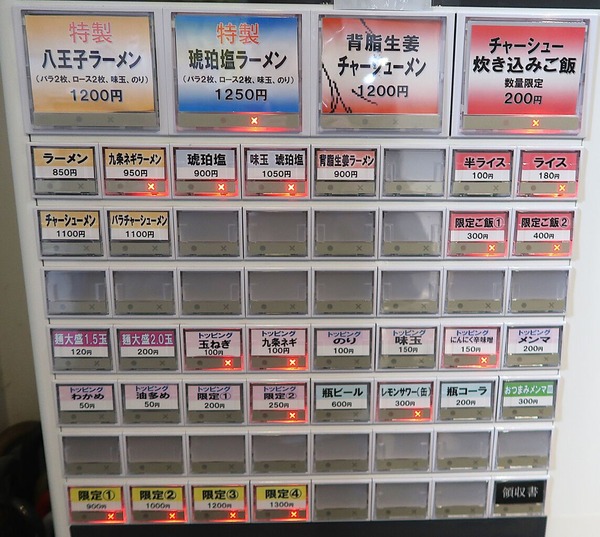 特製
八王子ラーメン
(バラ2枚、ロース2枚、味玉、のり)
1200円
特製
琥珀塩ラーメン
(バラ2枚、ロース2枚、味玉、のり)
1250円
背脂生姜
チャーシューメン
1200円
チャーシュー
炊き込みご飯
数量限定
200円
ラーメン
850円
九条ネギラーメン
950円
琥珀塩
900円
味玉 琥珀塩
1050円
背脂生姜ラーメン
900円
半ライス
100円
ライス
180円
チャーシューメン
1100円
バラチャーシューメン
1100円
限定ご飯①
300円
限定ご飯②
400円
麺大盛1.5玉
120円
麺大盛2.0玉
200円
トッピング
玉ねぎ
100円
トッピング
九条ネギ
100円
トッピング
のり
100円
トッピング
味玉
150円
トッピング
にんにく辛味噌
150円
トッピング
メンマ
200円
トッピング
わかめ
50円
トッピング
油多め
50円
トッピング
限定①
200円
トッピング
限定②
250円
瓶ビール
600円
レモンサワー(缶)
400円
瓶コーラ
200円
おつまみメンマ皿
300円
限定①
900円
限定②
1000円
限定③
1200円
限定④
1300円
領収書